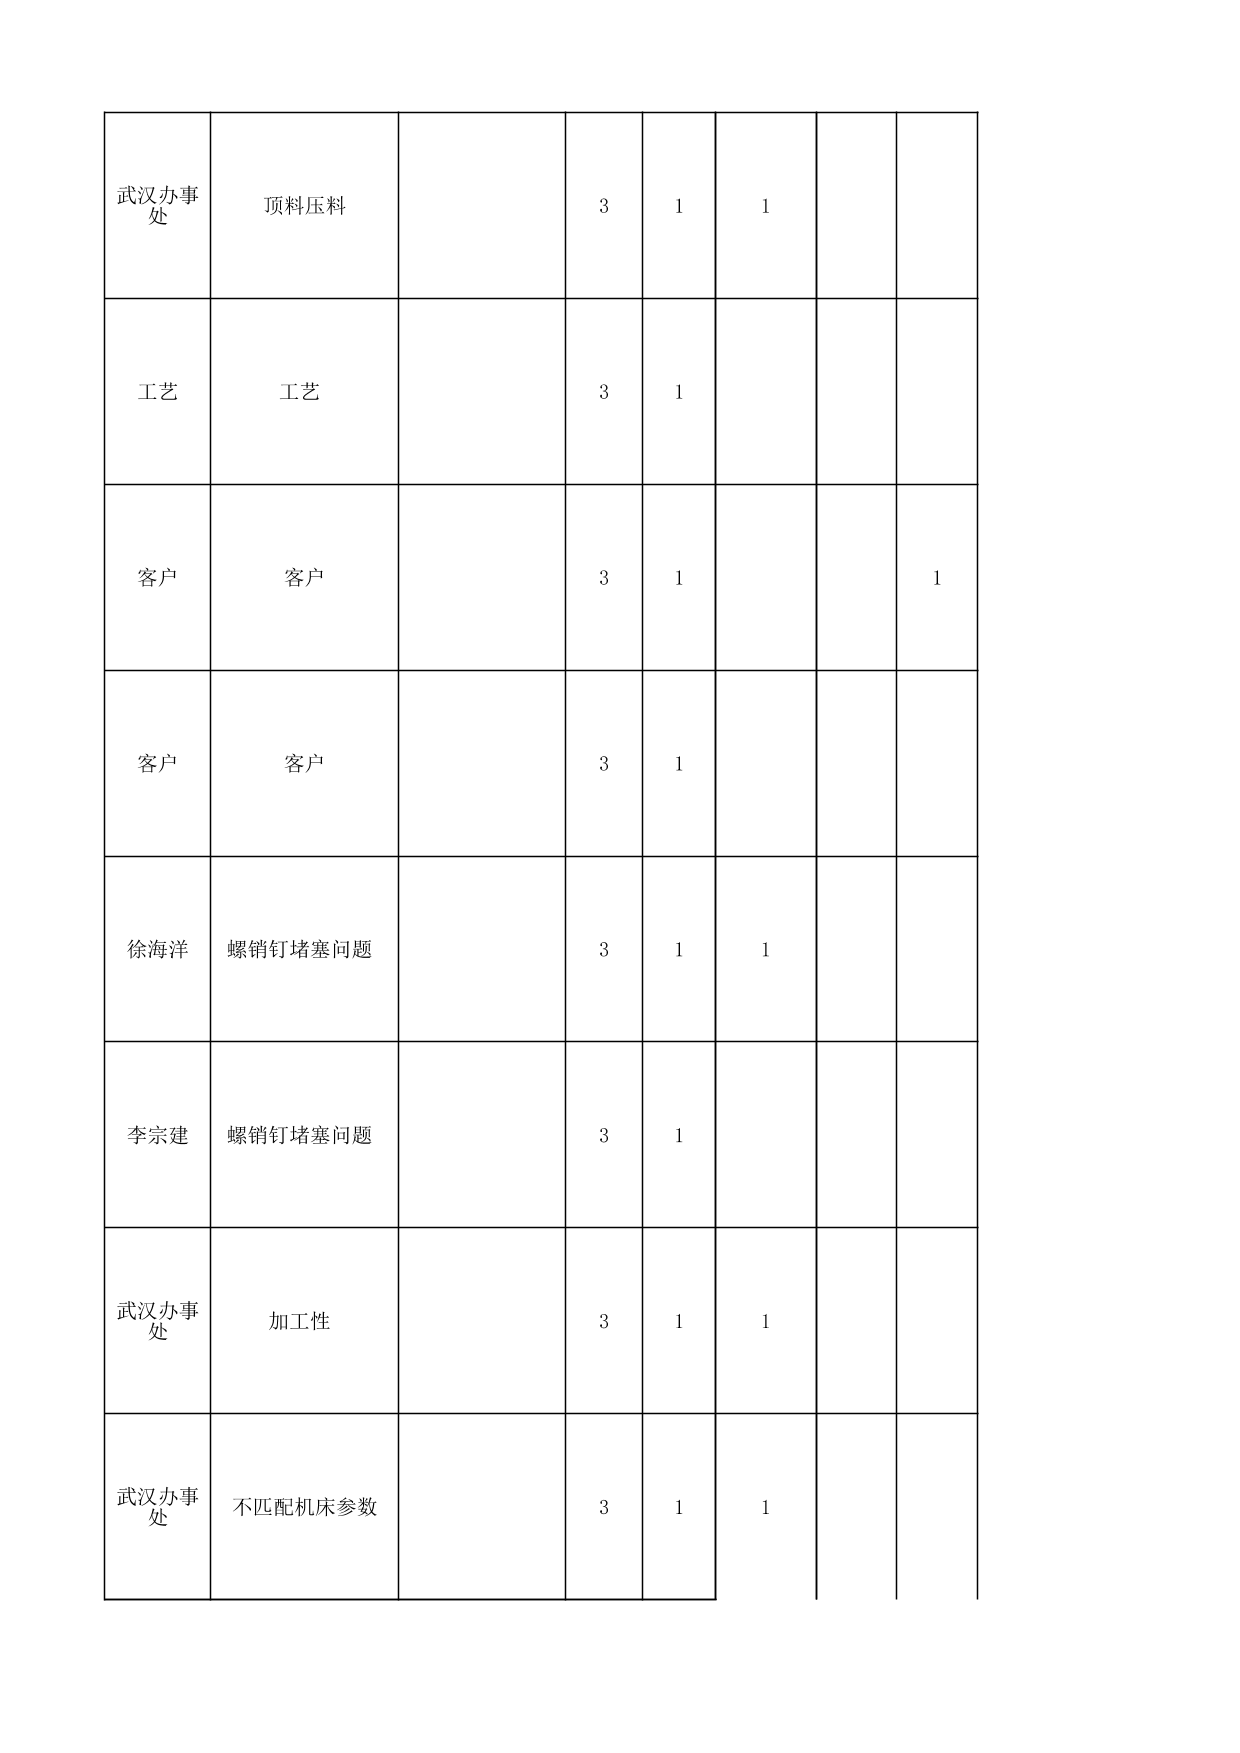 武汉办事处 顶料压料 3 1 1
工艺 工艺 3 1
客户 客户 3 1 1
客户 客户 3 1
徐海洋 螺销钉堵塞问题 3 1 1
李宗建 螺销钉堵塞问题 3 1
武汉办事处 加工性 3 1 1
武汉办事处 不匹配机床参数 3 1 1